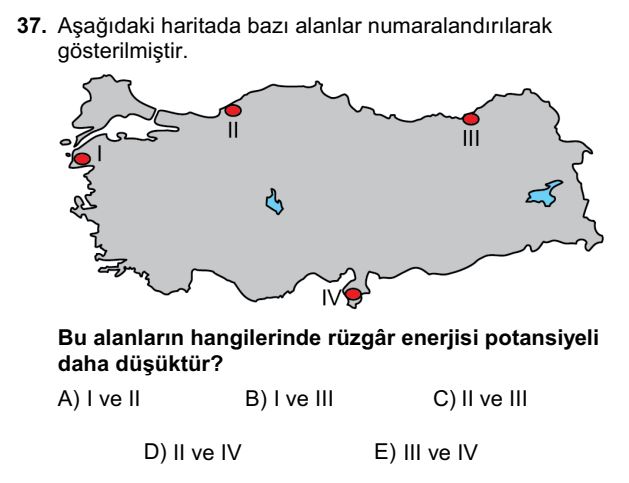 37. Aşağıdaki haritada bazı alanlar numaralandırılarak
gösterilmiştir.
I
II
III
IV
Bu alanların hangilerinde rüzgâr enerjisi potansiyeli
daha düşüktür?
A) I ve II B) I ve III C) II ve III
D) II ve IV E) III ve IV